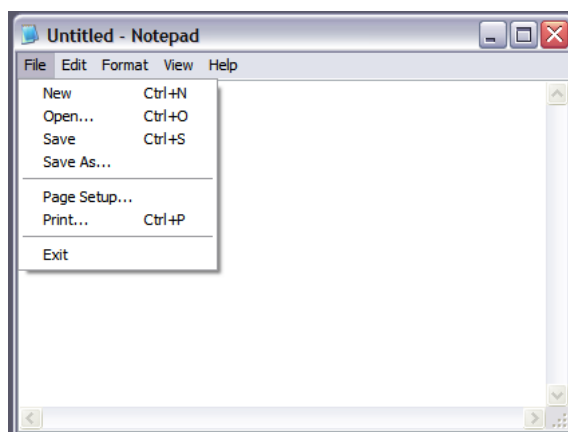 Untitled - Notepad
File Edit Format View Help
New Ctrl+N
Open... Ctrl+O
Save Ctrl+S
Save As...
Page Setup...
Print... Ctrl+P
Exit